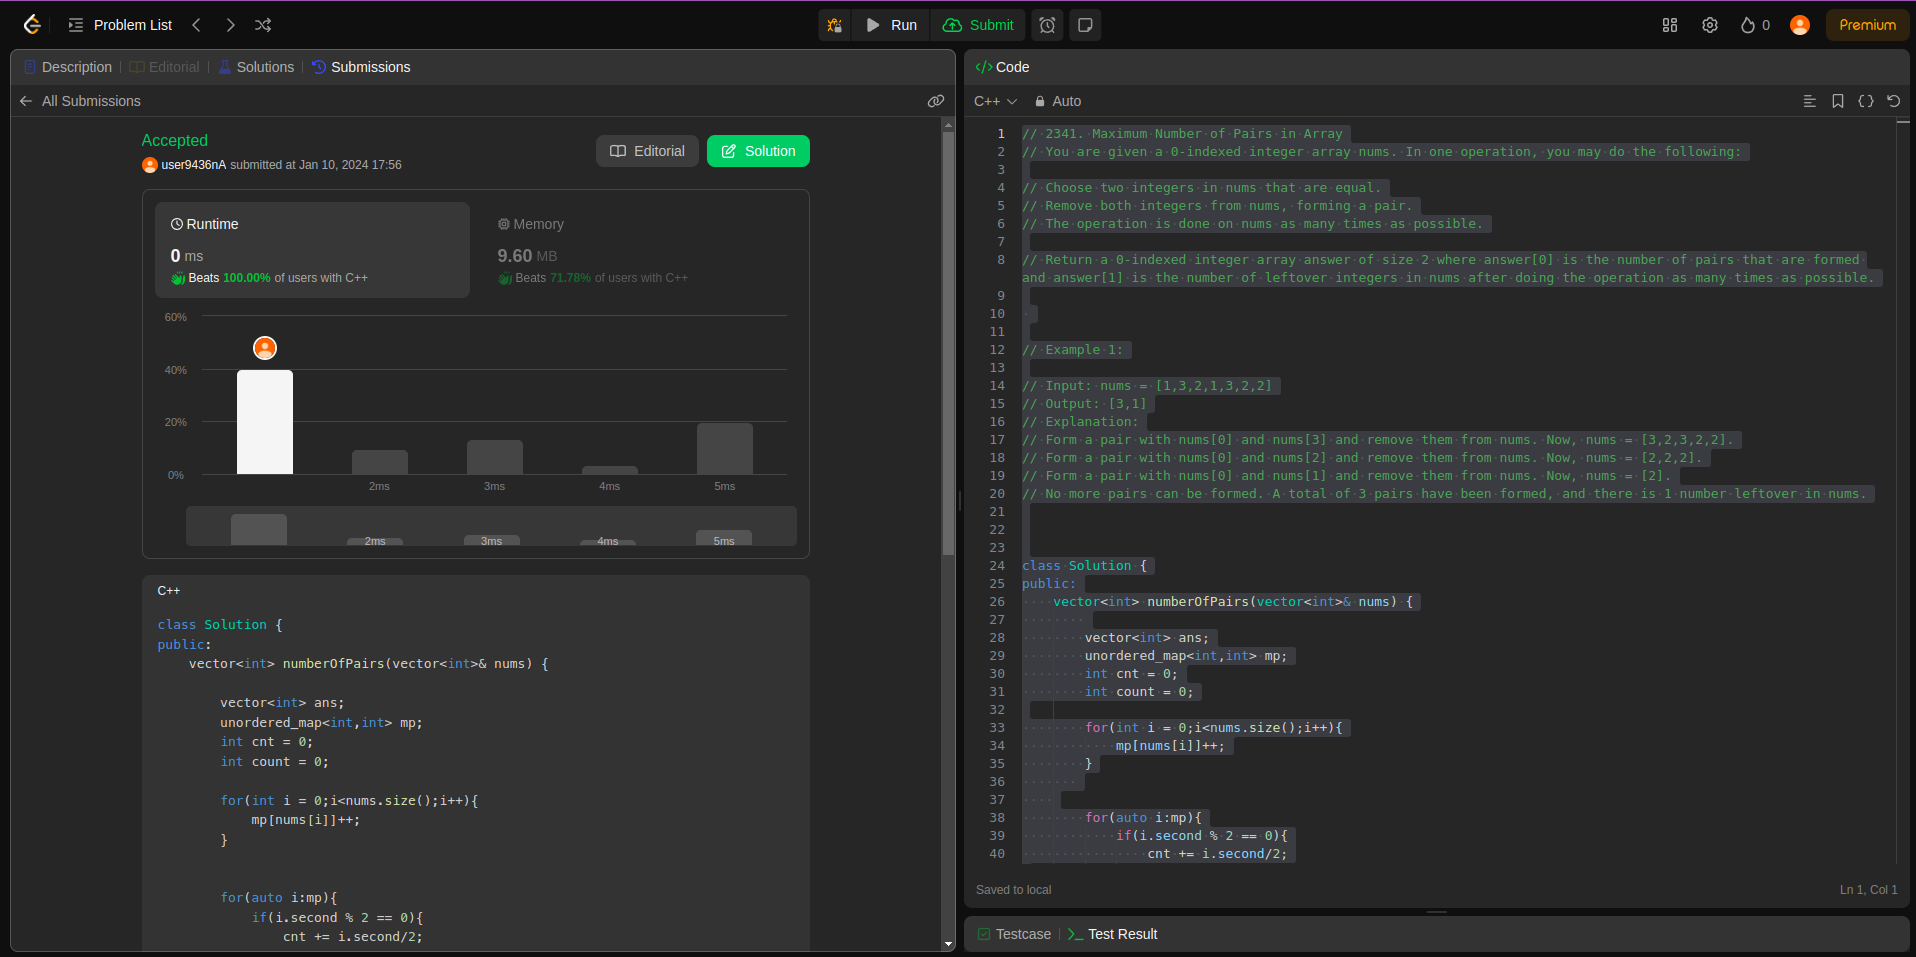 Problem List
Run
Submit
0
Premium
Description
Editorial
Solutions
Submissions
All Submissions
Accepted
user9436nA submitted at Jan 10, 2024 17:56
Editorial
Solution
Runtime
0 ms
Beats 100.00% of users with C++
Memory
9.60 MB
Beats 71.78% of users with C++
60%
40%
20%
0%
2ms 3ms 4ms 5ms
2ms 3ms 4ms 5ms
C++
class Solution {
public:
    vector<int> numberOfPairs(vector<int>& nums) {
        vector<int> ans;
        unordered_map<int,int> mp;
        int cnt = 0;
        int count = 0;
        for(int i = 0;i<nums.size();i++){
            mp[nums[i]]++;
        }
        for(auto i:mp){
            if(i.second % 2 == 0){
                cnt += i.second/2;
</> Code
C++ Auto
1 // 2341. Maximum Number of Pairs in Array
2 // You are given a 0-indexed integer array nums. In one operation, you may do the following:
3
4 // Choose two integers in nums that are equal.
5 // Remove both integers from nums, forming a pair.
6 // The operation is done on nums as many times as possible.
7
8 // Return a 0-indexed integer array answer of size 2 where answer[0] is the number of pairs that are formed
and answer[1] is the number of leftover integers in nums after doing the operation as many times as possible.
9
10
11
12 // Example 1:
13
14 // Input: nums = [1,3,2,1,3,2,2]
15 // Output: [3,1]
16 // Explanation:
17 // Form a pair with nums[0] and nums[3] and remove them from nums. Now, nums = [3,2,3,2,2].
18 // Form a pair with nums[0] and nums[2] and remove them from nums. Now, nums = [2,2,2].
19 // Form a pair with nums[0] and nums[1] and remove them from nums. Now, nums = [2].
20 // No more pairs can be formed. A total of 3 pairs have been formed, and there is 1 number leftover in nums.
21
22
23
24 class Solution {
25 public:
26     vector<int> numberOfPairs(vector<int>& nums) {
27
28         vector<int> ans;
29         unordered_map<int,int> mp;
30         int cnt = 0;
31         int count = 0;
32
33         for(int i = 0;i<nums.size();i++){
34             mp[nums[i]]++;
35         }
36
37
38         for(auto i:mp){
39             if(i.second % 2 == 0){
40                 cnt += i.second/2;
Saved to local
Ln 1, Col 1
Testcase
Test Result